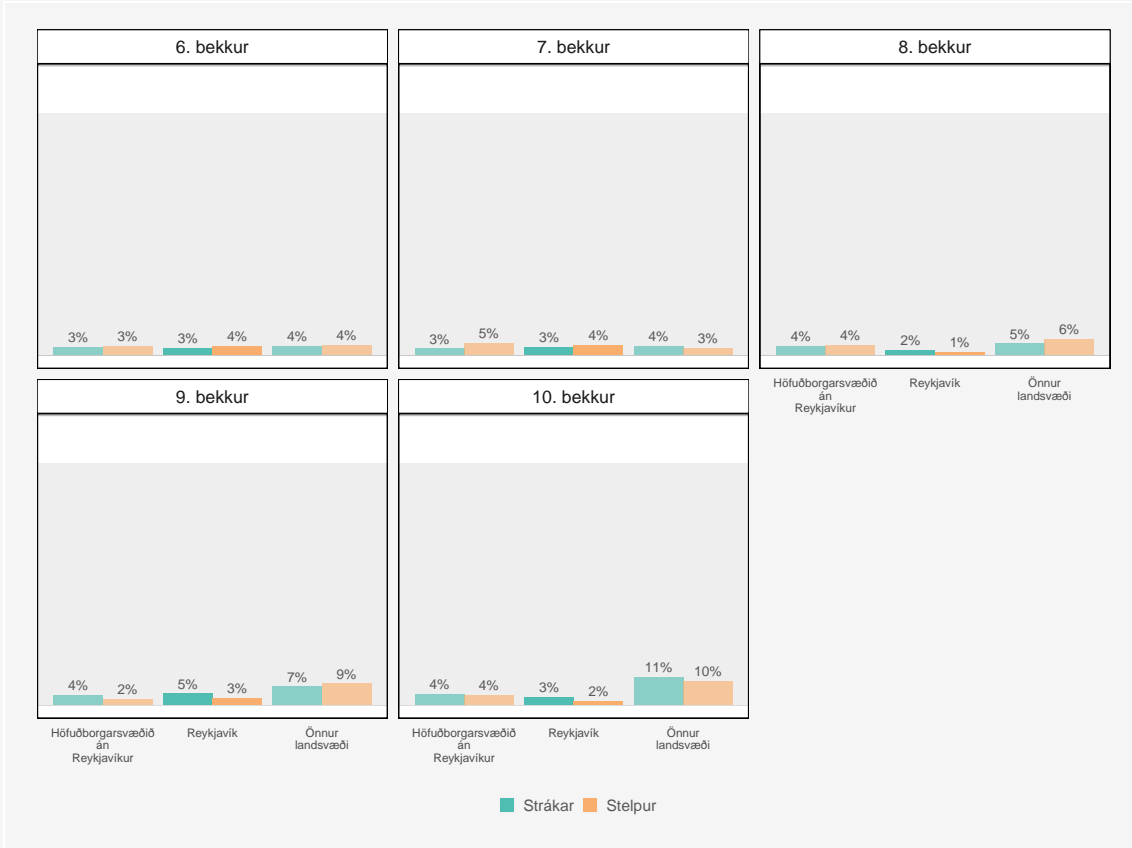 6. bekkur
7. bekkur
8. bekkur
3% 3% 3% 4% 4% 4%
3% 5% 3% 4% 4% 3%
4% 4% 2% 1% 5% 6%
Höfuðborgarsvæðið
án
Reykjavíkur
Reykjavík
Önnur
landsvæði
9. bekkur
10. bekkur
4% 2% 5% 3% 7% 9%
4% 4% 3% 2% 11% 10%
Höfuðborgarsvæðið
án
Reykjavíkur
Reykjavík
Önnur
landsvæði
Höfuðborgarsvæðið
án
Reykjavíkur
Reykjavík
Önnur
landsvæði
Strákar Stelpur